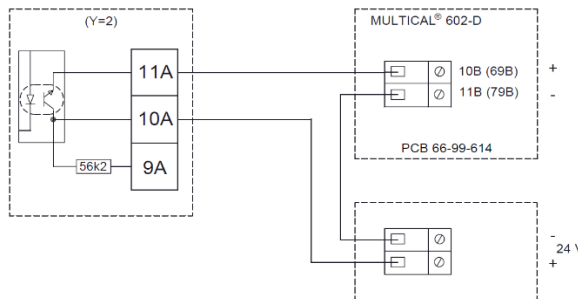 (Y=2)
11A
10A
9A
56k2
MULTICAL® 602-D
10B (69B) +
11B (79B) -
PCB 66-99-614
-
24 V
+